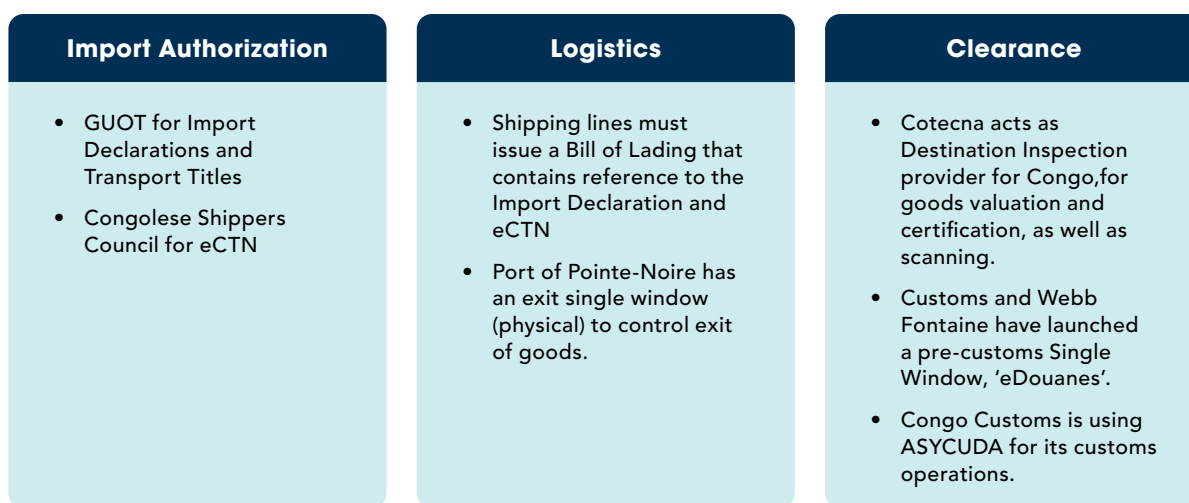 Import Authorization
• GUOT for Import
Declarations and
Transport Titles
• Congolese Shippers
Council for eCTN
Logistics
• Shipping lines must
issue a Bill of Lading that
contains reference to the
Import Declaration and
eCTN
• Port of Pointe-Noire has
an exit single window
(physical) to control exit
of goods.
Clearance
• Cotecna acts as
Destination Inspection
provider for Congo,for
goods valuation and
certification, as well as
scanning.
• Customs and Webb
Fontaine have launched
a pre-customs Single
Window, ‘eDouanes’.
• Congo Customs is using
ASYCUDA for its customs
operations.